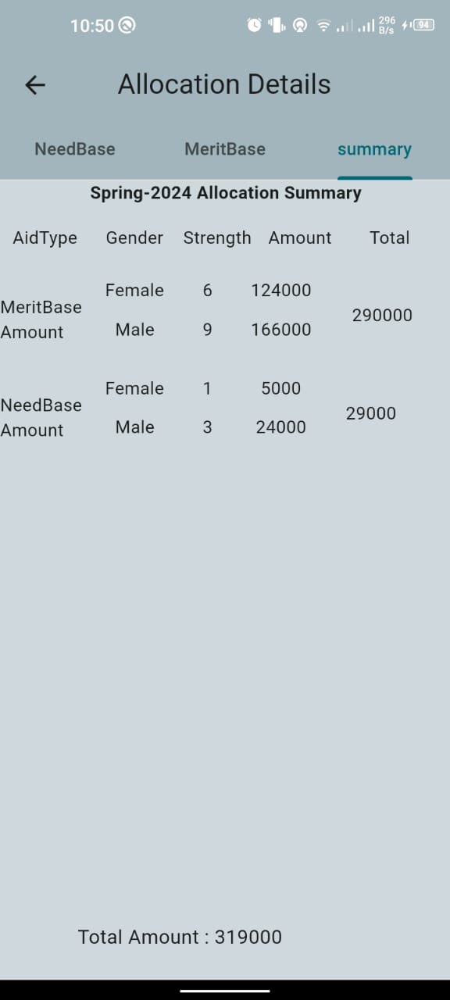 10:50
296
B/s
94
Allocation Details
NeedBase MeritBase summary
Spring-2024 Allocation Summary
AidType Gender Strength Amount Total
MeritBase
Amount
Female 6 124000
Male 9 166000
290000
NeedBase
Amount
Female 1 5000
Male 3 24000
29000
Total Amount : 319000